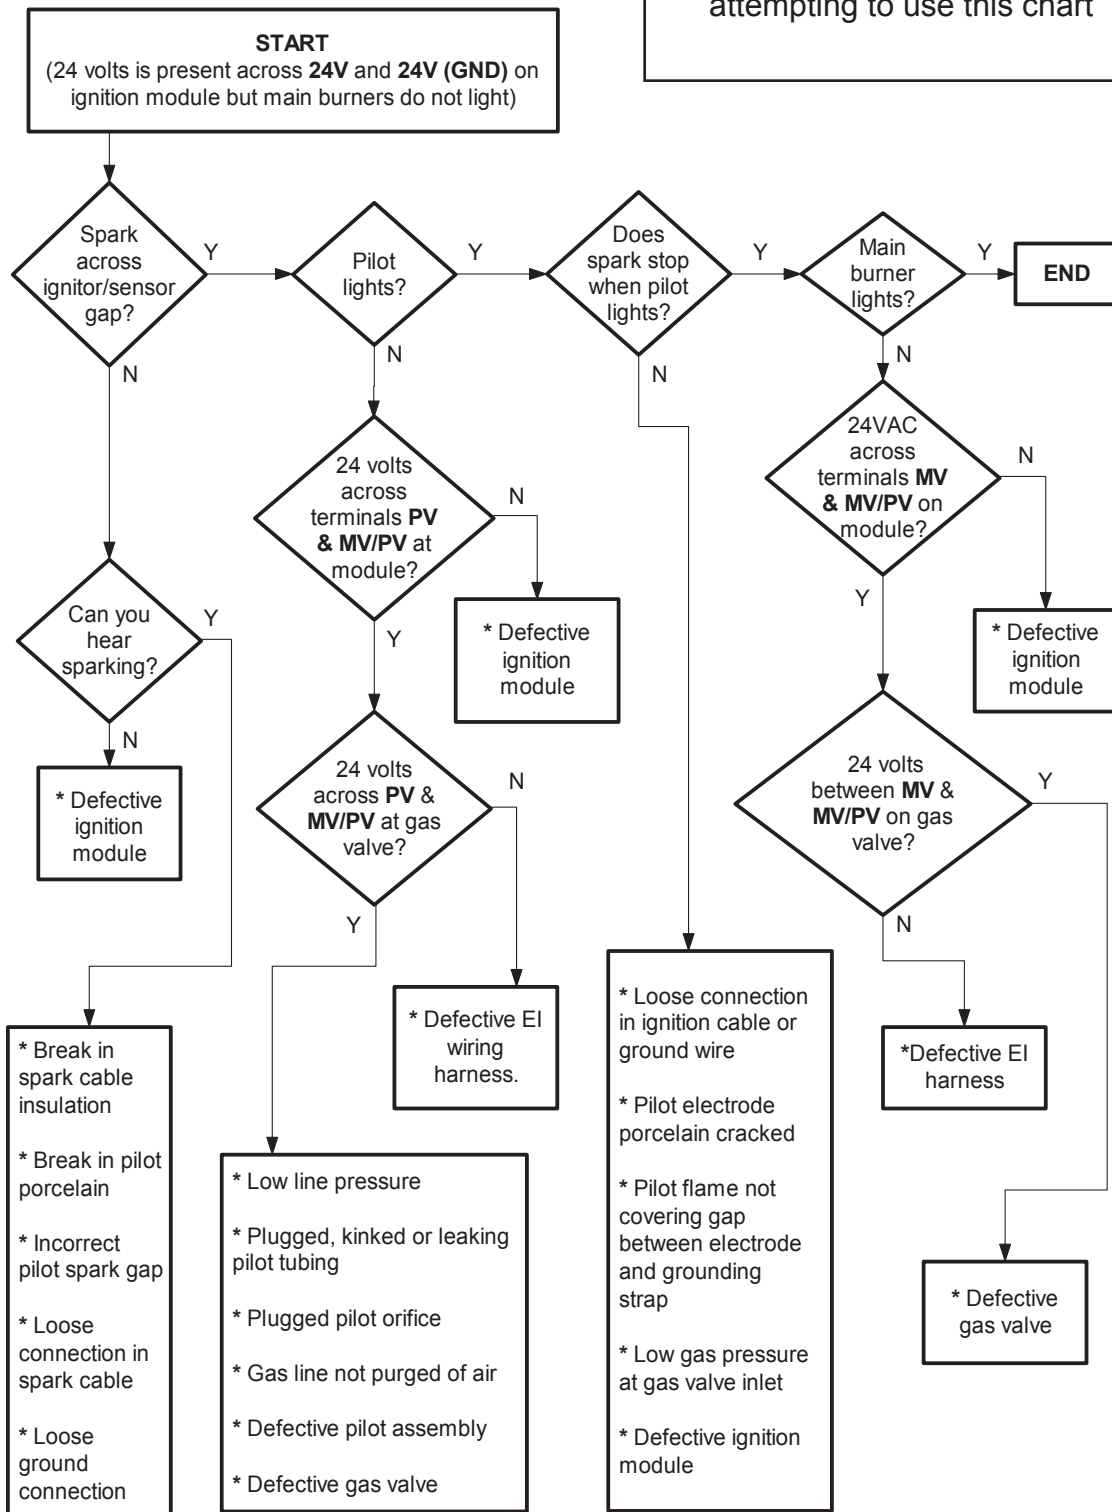 attempting to use this chart
START
(24 volts is present across 24V and 24V (GND) on
ignition module but main burners do not light)
Spark
across
ignitor/sensor
gap?
Y
N
Pilot
lights?
Y
N
Does
spark stop
when pilot
lights?
Y
N
Main
burner
lights?
Y
N
END
24 volts
across
terminals PV
& MV/PV at
module?
N
Y
24VAC
across
terminals MV
& MV/PV on
module?
N
Y
Can you
hear
sparking?
Y
N
* Defective
ignition
module
* Defective
ignition
module
* Defective
ignition
module
24 volts
across PV &
MV/PV at gas
valve?
N
Y
24 volts
between MV &
MV/PV on gas
valve?
Y
N
* Break in
spark cable
insulation
* Break in pilot
porcelain
* Incorrect
pilot spark gap
* Loose
connection in
spark cable
* Loose
ground
connection
* Low line pressure
* Plugged, kinked or leaking
pilot tubing
* Plugged pilot orifice
* Gas line not purged of air
* Defective pilot assembly
* Defective gas valve
* Defective EI
wiring
harness.
* Loose connection
in ignition cable or
ground wire
* Pilot electrode
porcelain cracked
* Pilot flame not
covering gap
between electrode
and grounding
strap
* Low gas pressure
at gas valve inlet
* Defective ignition
module
*Defective EI
harness
* Defective
gas valve